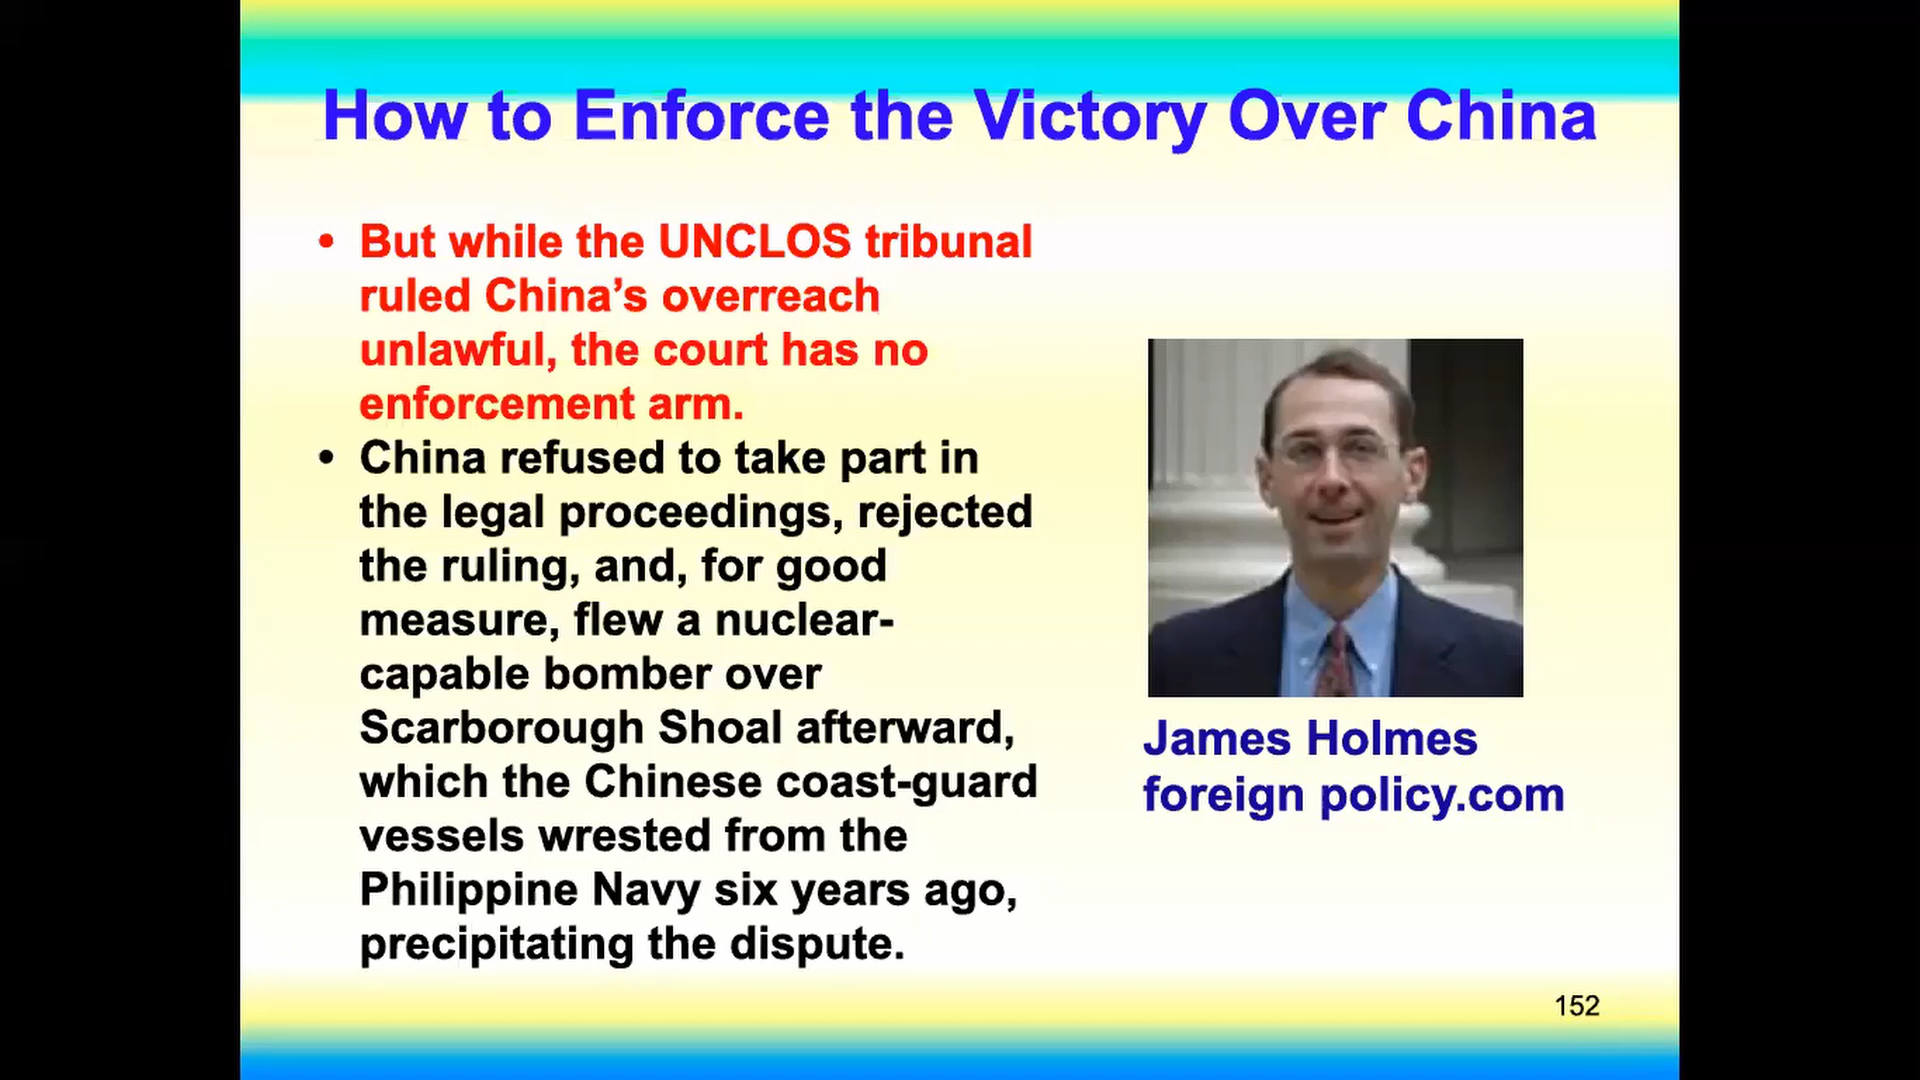 How to Enforce the Victory Over China
• But while the UNCLOS tribunal
ruled China’s overreach
unlawful, the court has no
enforcement arm.
• China refused to take part in
the legal proceedings, rejected
the ruling, and, for good
measure, flew a nuclear-
capable bomber over
Scarborough Shoal afterward,
which the Chinese coast-guard
vessels wrested from the
Philippine Navy six years ago,
precipitating the dispute.
James Holmes
foreign policy.com
152